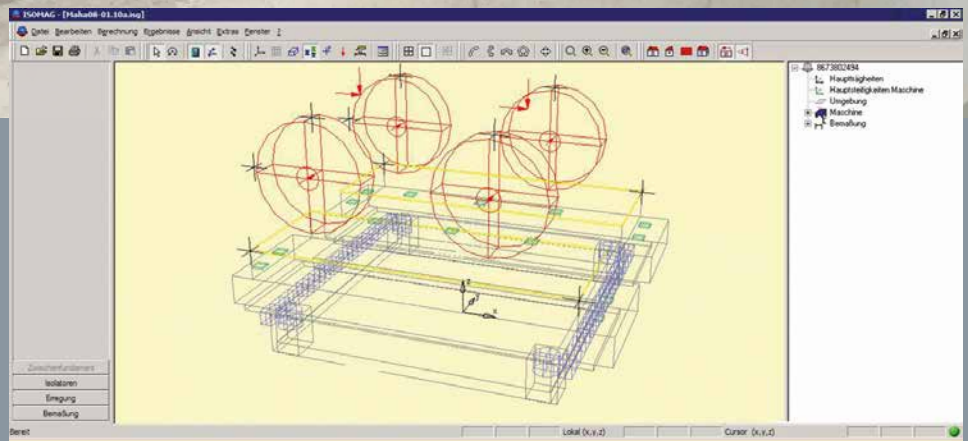 ISOMAG - [Maha08-01.10a.isg]
Datei Bearbeiten Berechnung Ergebnisse Ansicht Extras Fenster ?
8673802494
Hauptträgheiten
Hauptsteifigkeiten Maschine
Umgebung
Maschine
Bemaßung
z
y
x
Zwischenfundament
Isolatoren
Erregung
Bemaßung
Bereit
Lokal (x,y,z)
Cursor (x,y,z)